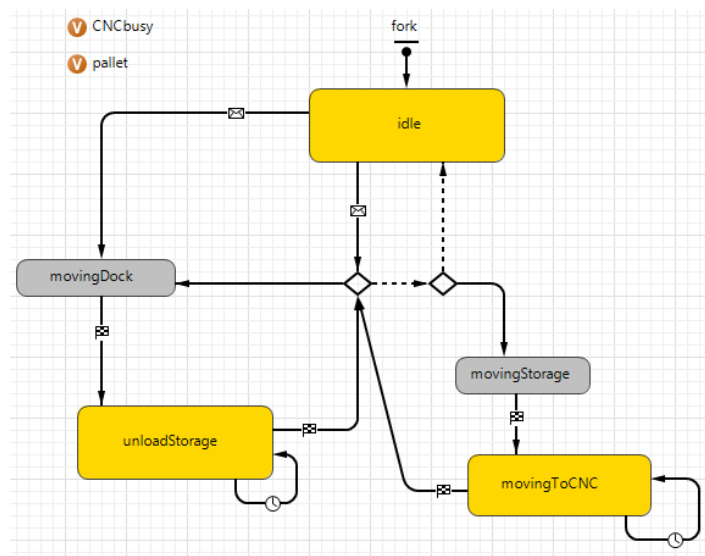 CNCbusy
fork
pallet
idle
movingDock
movingStorage
unloadStorage
movingToCNC